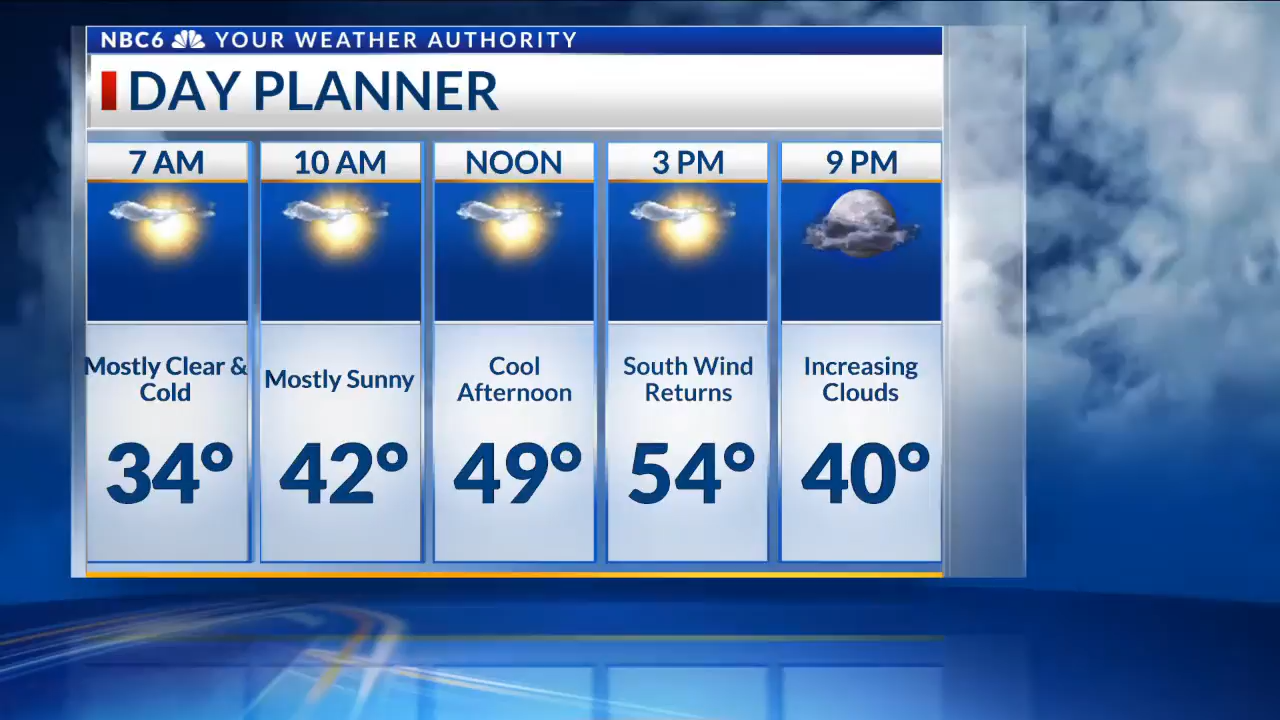 NBC6 YOUR WEATHER AUTHORITY
DAY PLANNER
7 AM
Mostly Clear &
Cold
34°
10 AM
Mostly Sunny
42°
NOON
Cool
Afternoon
49°
3 PM
South Wind
Returns
54°
9 PM
Increasing
Clouds
40°